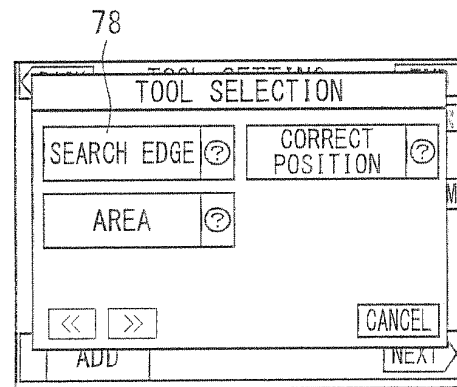 78
TOOL SELECTION
SEARCH EDGE ?
CORRECT
POSITION ?
AREA ?
<< >>
CANCEL
ADD
NEXT